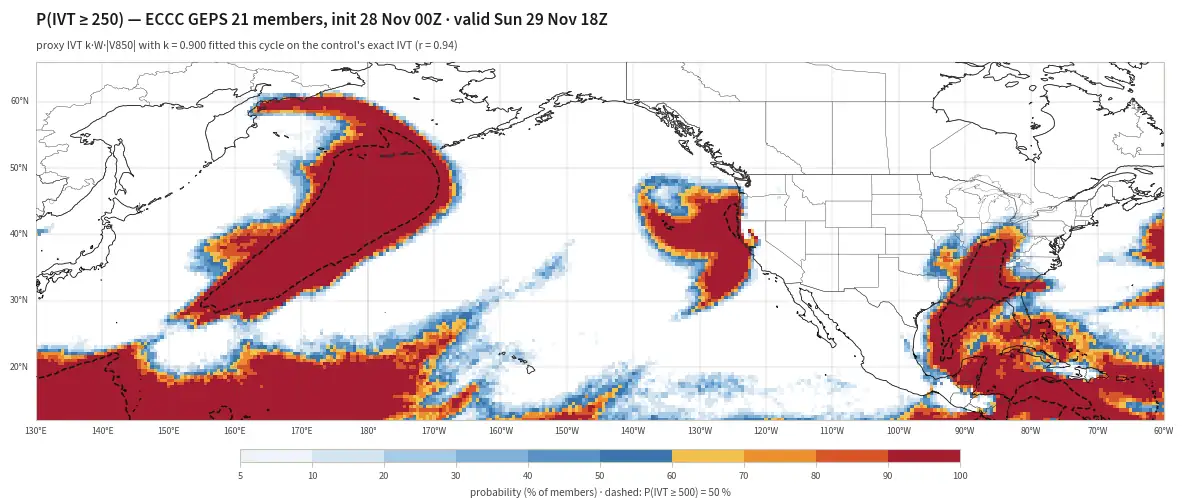 P(IVT ≥ 250) — ECCC GEPS 21 members, init 28 Nov 00Z · valid Sun 29 Nov 18Z
proxy IVT k·W·|V850| with k = 0.900 fitted this cycle on the control's exact IVT (r = 0.94)
60°N
50°N
40°N
30°N
20°N
130°E 140°E 150°E 160°E 170°E 180° 170°W 160°W 150°W 140°W 130°W 120°W 110°W 100°W 90°W 80°W 70°W 60°W
5 10 20 30 40 50 60 70 80 90 100
probability (% of members) · dashed: P(IVT ≥ 500) = 50 %